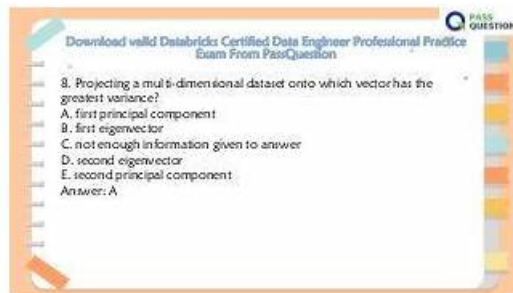 PASS
QUESTION
Download valid Databricks Certified Data Engineer Professional Practice
Exam From PassQuestion
8. Projecting a multi-dimensional dataset onto which vector has the
greatest variance?
A. first principal component
B. first eigenvector
C. not enough information given to answer
D. second eigenvector
E. second principal component
Answer: A